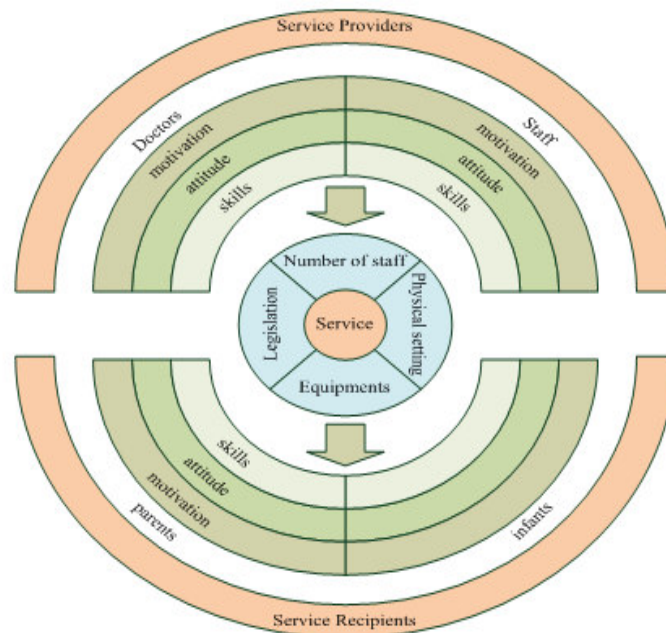 Service Providers
Doctors
Staff
motivation
motivation
attitude
attitude
skills
skills
Number of staff
Legislation
Service
Physical setting
Equipments
skills
attitude
motivation
parents
infants
Service Recipients